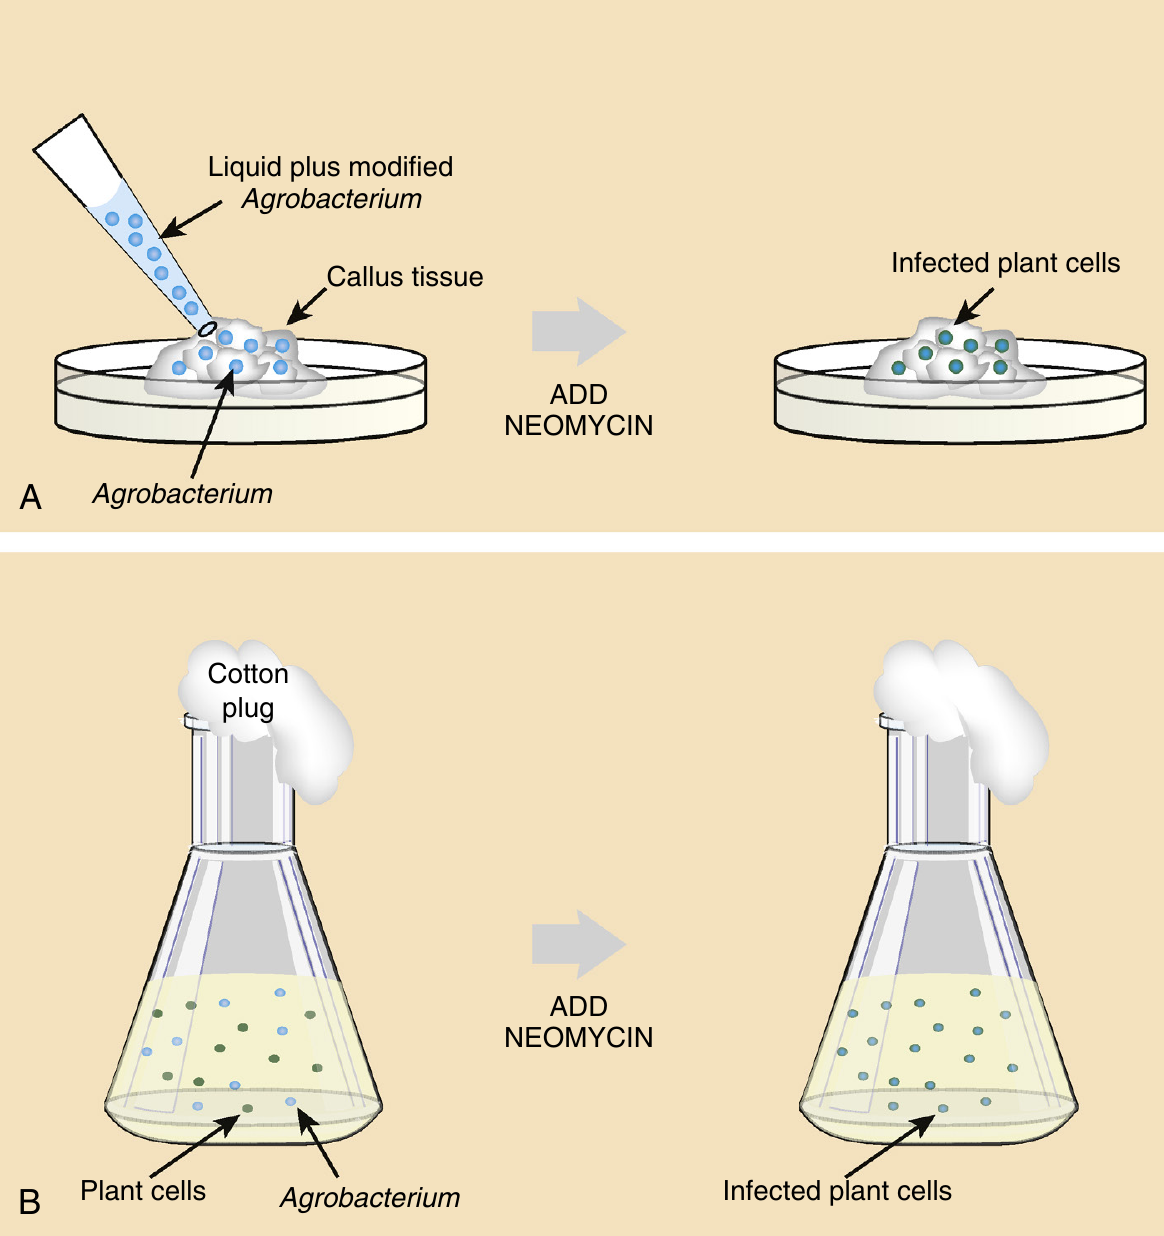 Liquid plus modified
Agrobacterium
Callus tissue
Infected plant cells
ADD
NEOMYCIN
Agrobacterium
A
Cotton
plug
ADD
NEOMYCIN
Plant cells
Agrobacterium
Infected plant cells
B